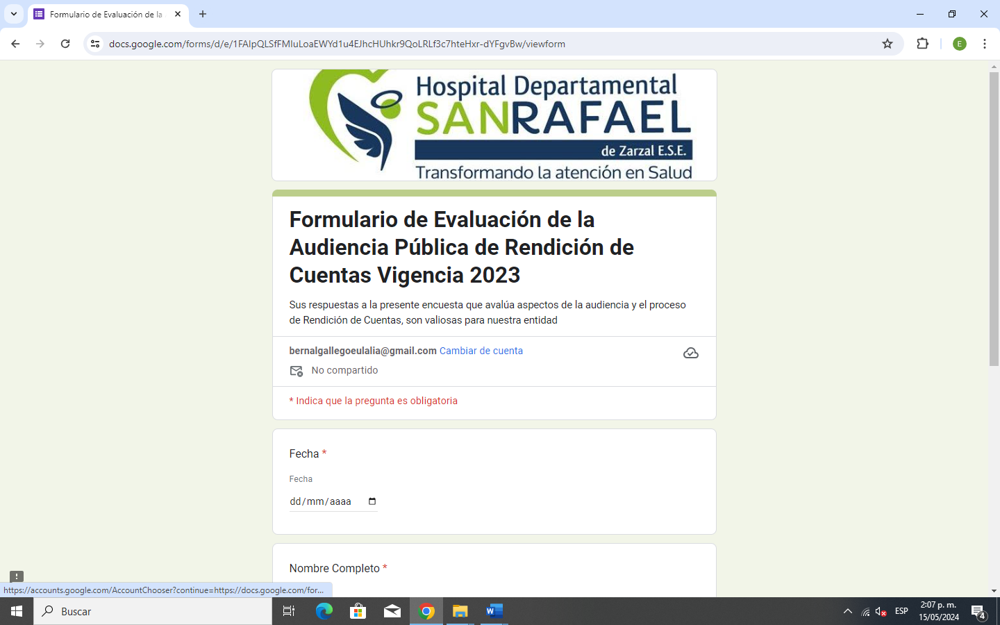 Formulario de Evaluación de la
docs.google.com/forms/d/e/1FAIpQLSfFMluLoaEWYd1u4EJhcHUhkr9QoLRLf3c7hteHxr-dYFgvBw/viewform
E
Hospital Departamental
SANRAFAEL
de Zarzal E.S.E.
Transformando la atención en Salud
Formulario de Evaluación de la
Audiencia Pública de Rendición de
Cuentas Vigencia 2023
Sus respuestas a la presente encuesta que avalúa aspectos de la audiencia y el proceso
de Rendición de Cuentas, son valiosas para nuestra entidad
bernalgallegoeulalia@gmail.com Cambiar de cuenta
No compartido
* Indica que la pregunta es obligatoria
Fecha *
Fecha
dd/mm/aaaa
Nombre Completo *
https://accounts.google.com/AccountChooser?continue=https://docs.google.com/for...
Buscar
ESP
2:07 p. m.
15/05/2024
4